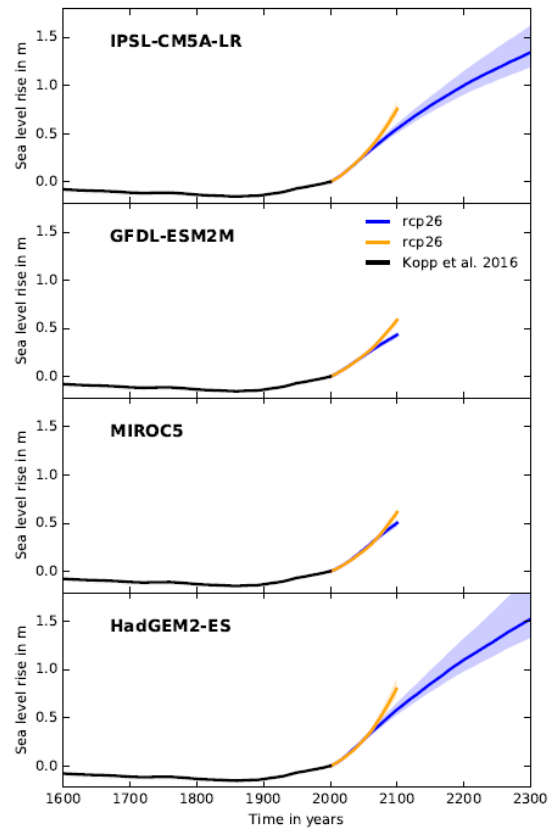 IPSL-CM5A-LR
Sea level rise in m
1.5
1.0
0.5
0.0
GFDL-ESM2M
rcp26
rcp26
Kopp et al. 2016
Sea level rise in m
1.5
1.0
0.5
0.0
MIROC5
Sea level rise in m
1.5
1.0
0.5
0.0
HadGEM2-ES
Sea level rise in m
1.5
1.0
0.5
0.0
1600 1700 1800 1900 2000 2100 2200 2300
Time in years